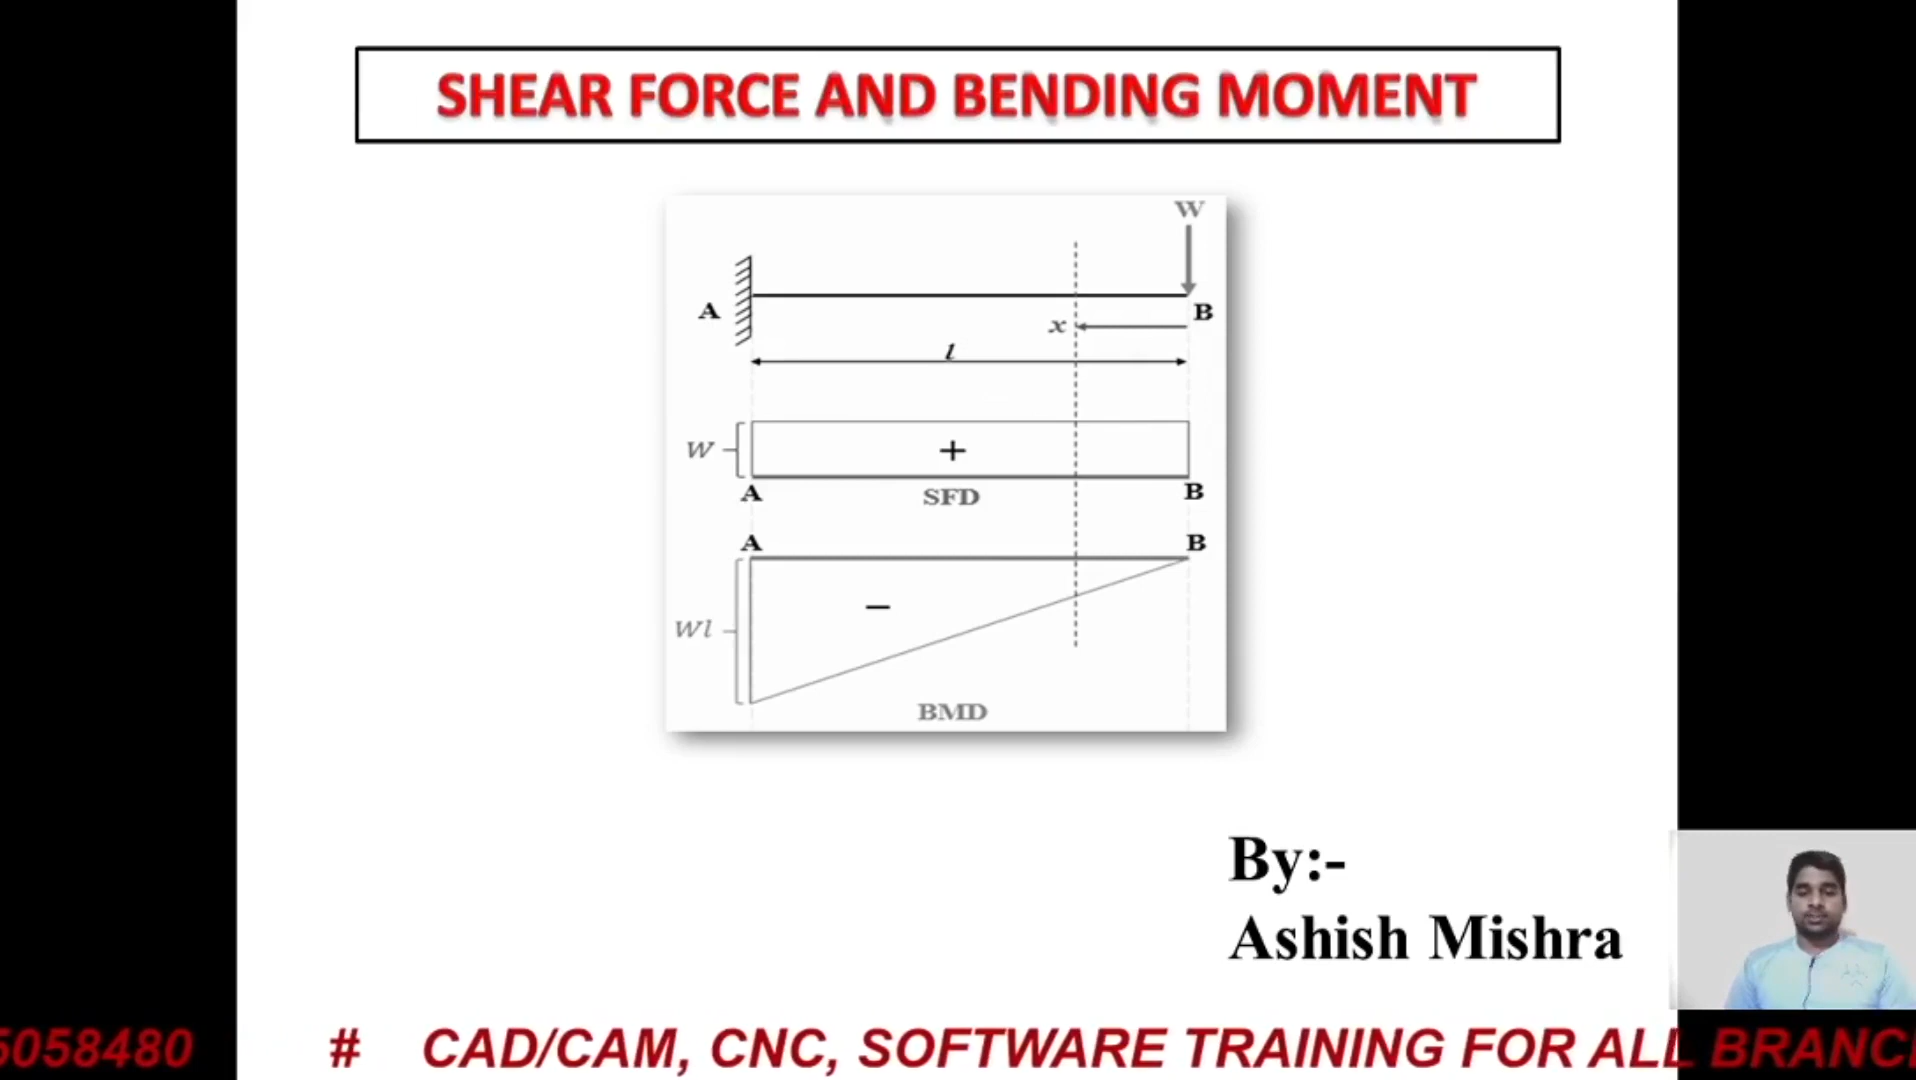 SHEAR FORCE AND BENDING MOMENT
W
A
B
x
l
W
+
A
SFD
B
A
B
−
Wl
BMD
By:-
Ashish Mishra
5058480 # CAD/CAM, CNC, SOFTWARE TRAINING FOR ALL BRANC